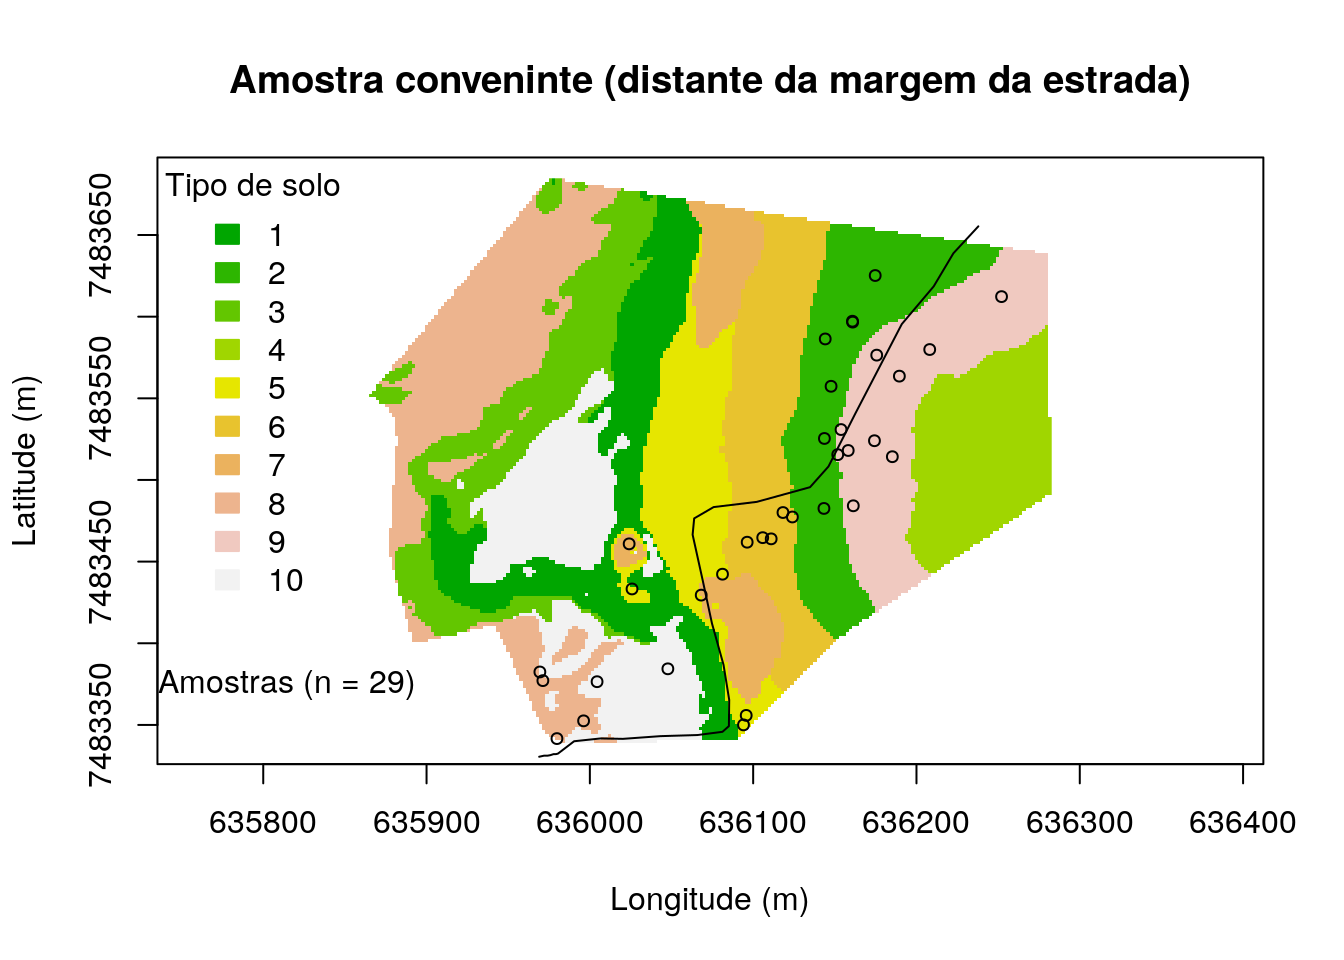 Amostra conveninte (distante da margem da estrada)
Tipo de solo
1
2
3
4
5
6
7
8
9
10
Amostras (n = 29)
Latitude (m)
7483650
7483550
7483450
7483350
635800 635900 636000 636100 636200 636300 636400
Longitude (m)